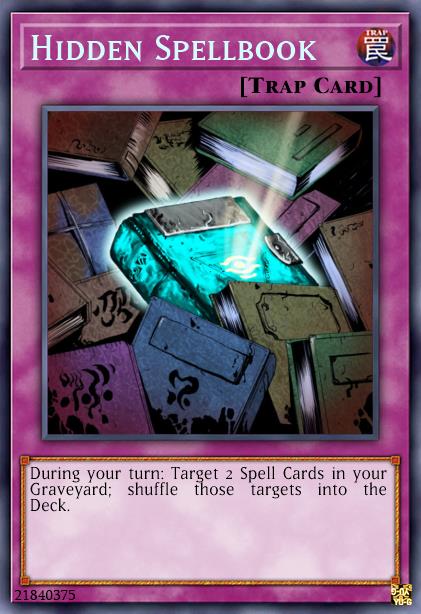 Hidden Spellbook
TRAP
罠
[Trap Card]
During your turn: Target 2 Spell Cards in your
Graveyard; shuffle those targets into the
Deck.
21840375